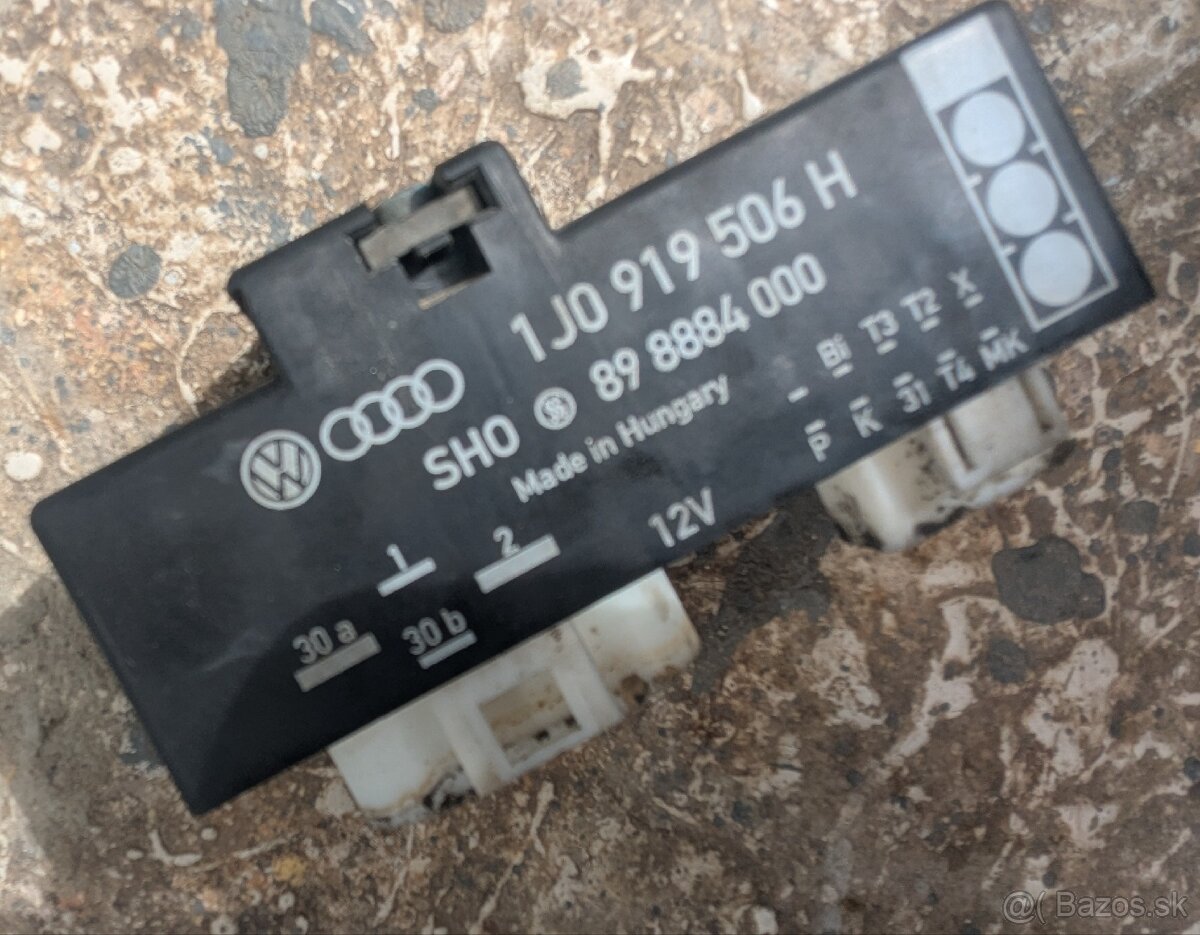 1J0 919 506 H
SHO S 89 8884 000
Made in Hungary
12V
1 2
30 a 30 b
- Bi T3 T2 X
P K 31 T4 MK
@( Bazos.sk